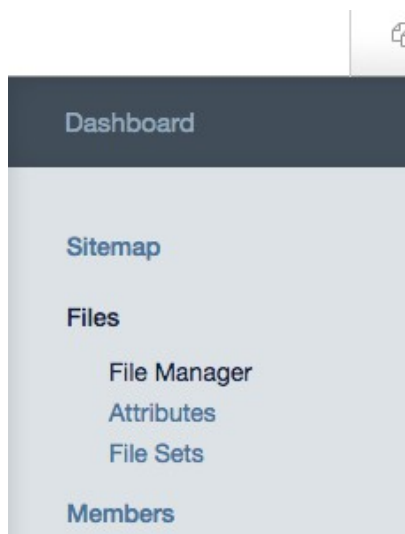 Dashboard
Sitemap
Files
File Manager
Attributes
File Sets
Members